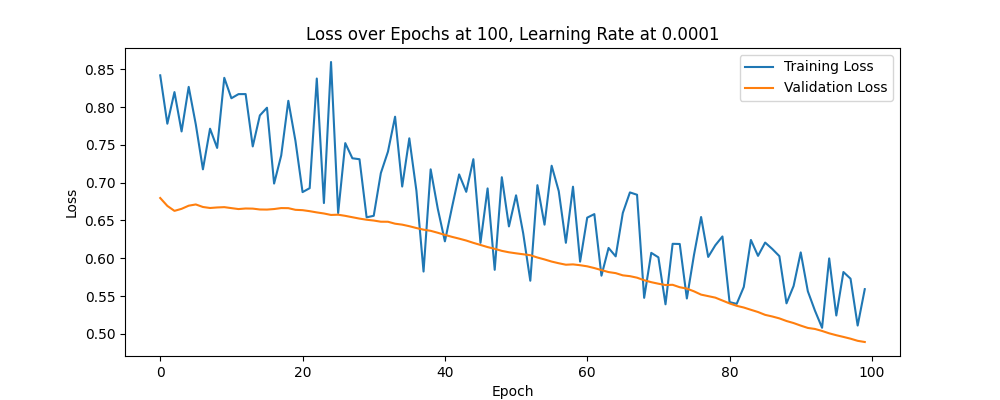 Loss over Epochs at 100, Learning Rate at 0.0001
Training Loss
Validation Loss
0.85
0.80
0.75
0.70
0.65
0.60
0.55
0.50
Loss
0 20 40 60 80 100
Epoch